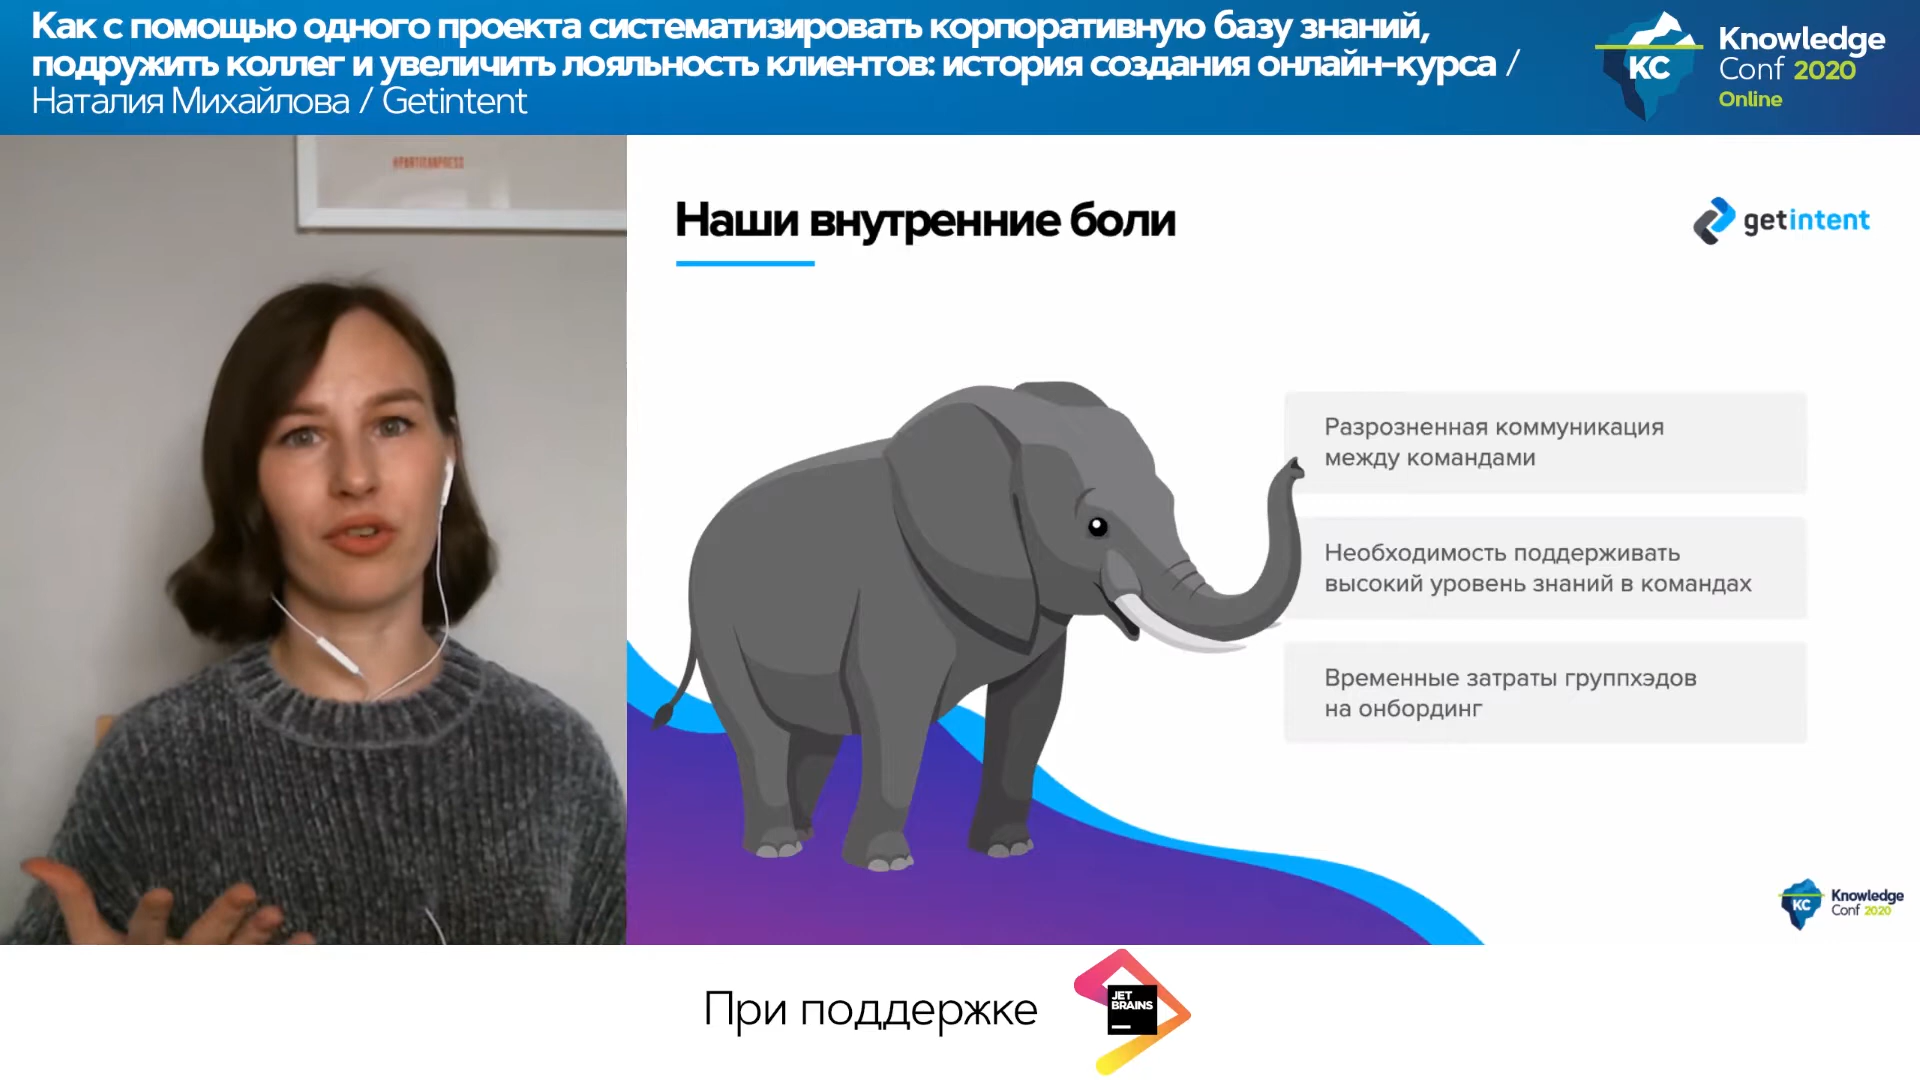 Как с помощью одного проекта систематизировать корпоративную базу знаний,
подружить коллег и увеличить лояльность клиентов: история создания онлайн-курса /
Наталия Михайлова / Getintent
KC
Knowledge
Conf 2020
Online
#PARTISANPRESS
Наши внутренние боли
getintent
Разрозненная коммуникация
между командами
Необходимость поддерживать
высокий уровень знаний в командах
Временные затраты группхэдов
на онбординг
KC
Knowledge
Conf 2020
При поддержке
JET
BRAINS